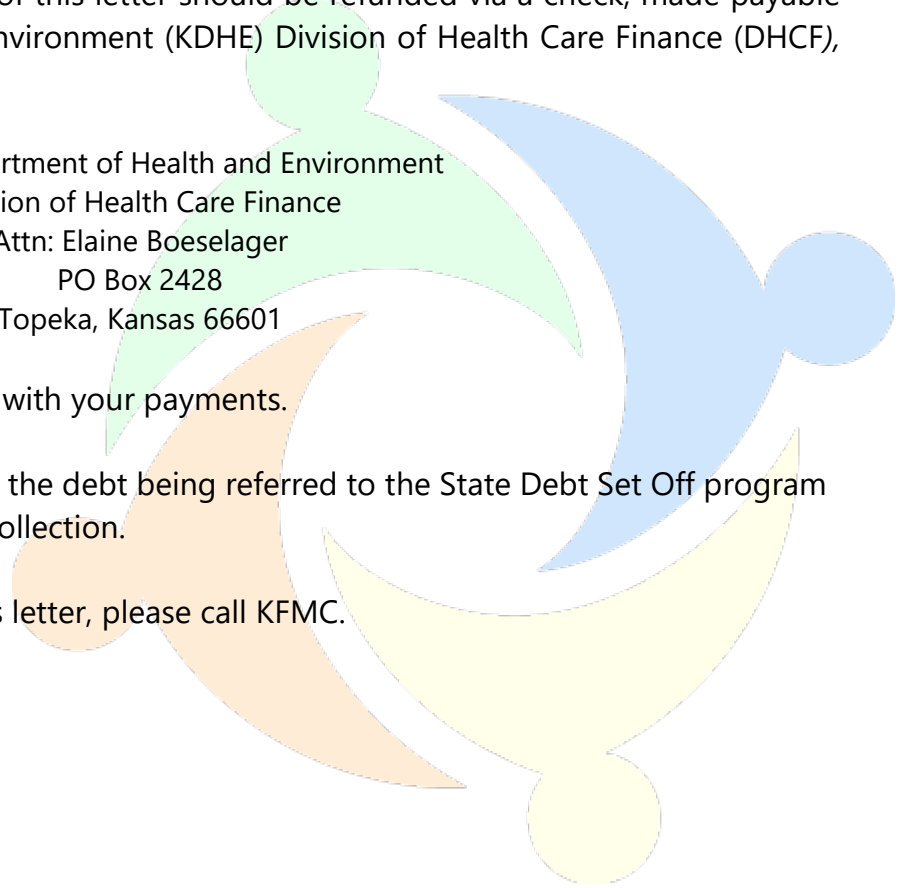 of this letter should be refunded via a check, made payable
nvironment (KDHE) Division of Health Care Finance (DHCF),
rtment of Health and Environment
ion of Health Care Finance
Attn: Elaine Boeselager
PO Box 2428
Topeka, Kansas 66601
with your payments.
the debt being referred to the State Debt Set Off program
ollection.
s letter, please call KFMC.